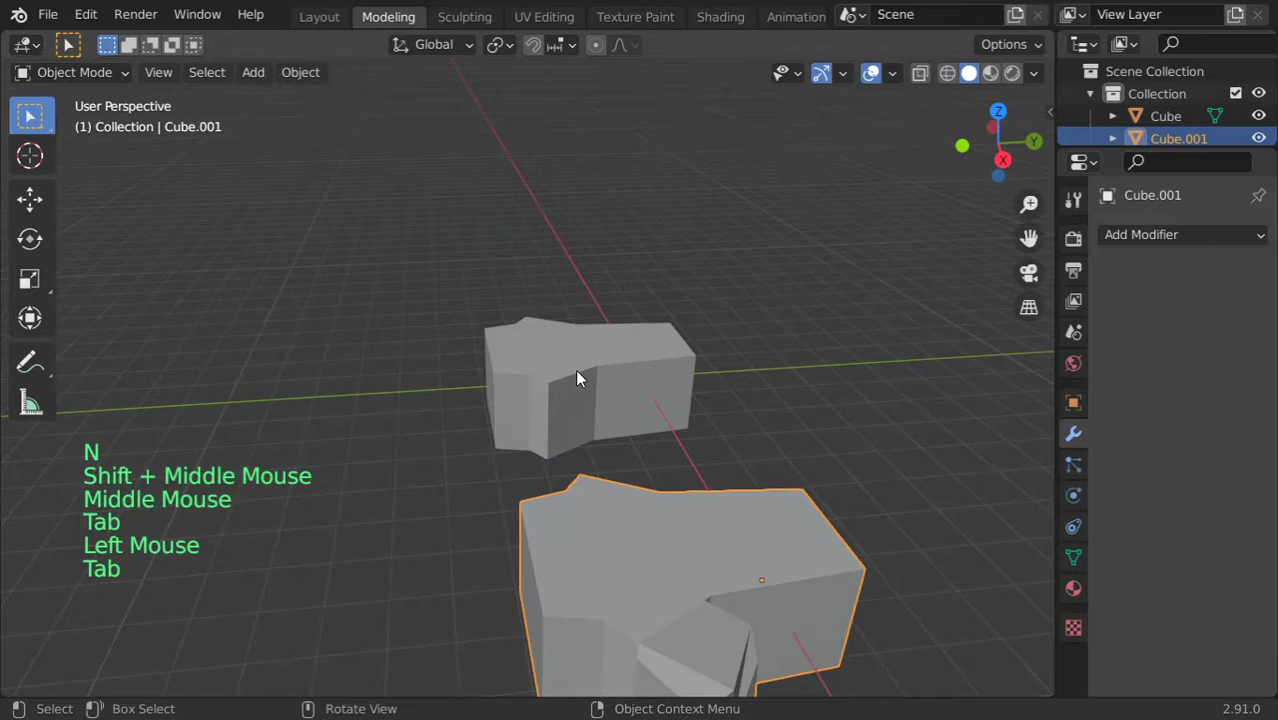 File Edit Render Window Help Layout Modeling Sculpting UV Editing Texture Paint Shading Animation Scene View Layer
Global Options
Object Mode View Select Add Object
User Perspective
(1) Collection | Cube.001
Z
Y
X
Scene Collection
Collection
Cube
Cube.001
Cube.001
Add Modifier
N
Shift + Middle Mouse
Middle Mouse
Tab
Left Mouse
Tab
Select Box Select Rotate View Object Context Menu 2.91.0